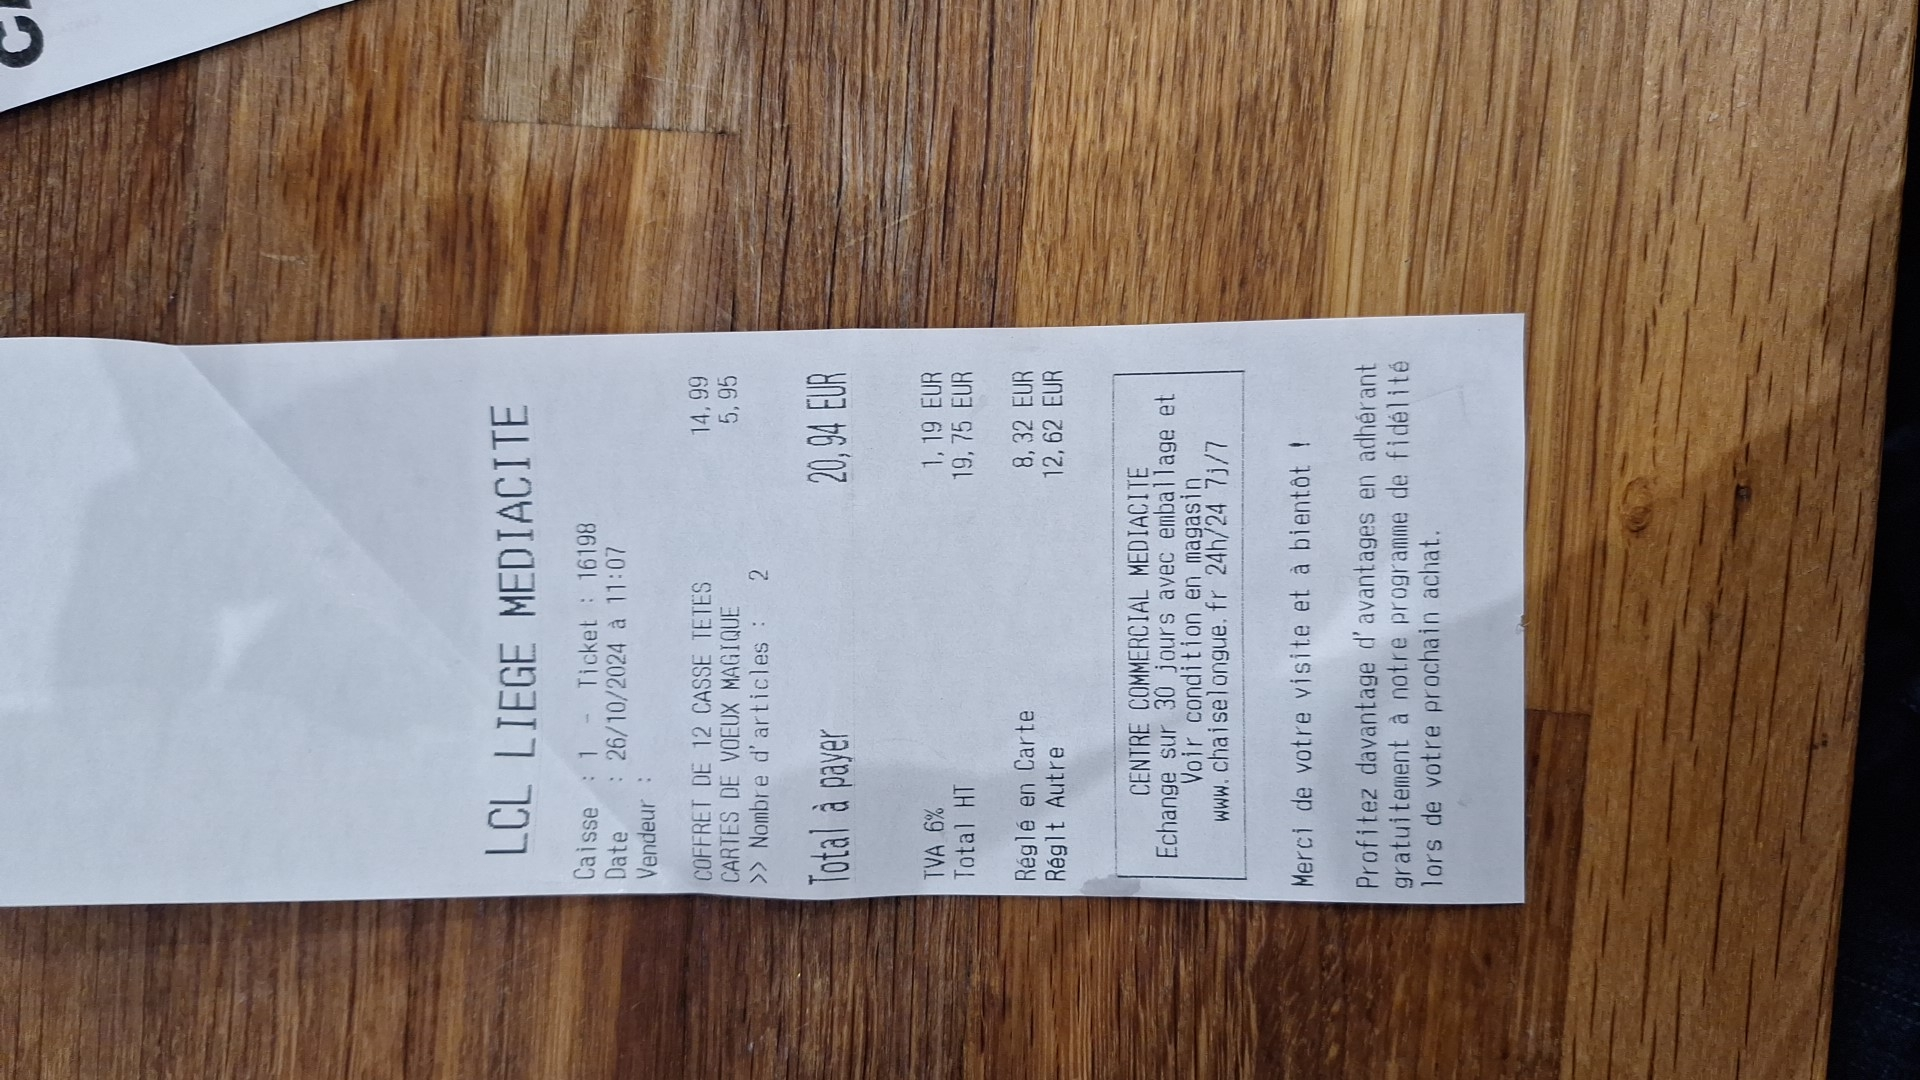 LCL LIEGE MEDIACITE
Caisse : 1 - Ticket : 16198
Date : 26/10/2024 à 11:07
Vendeur :
COFFRET DE 12 CASSE TETES 14,99
CARTES DE VOEUX MAGIQUE 5,95
>> Nombre d'articles : 2
Total à payer 20,94 EUR
TVA 6% 1,19 EUR
Total HT 19,75 EUR
Réglé en Carte 8,32 EUR
Réglt Autre 12,62 EUR
CENTRE COMMERCIAL MEDIACITE
Echange sur 30 jours avec emballage et
Voir condition en magasin
www.chaiselongue.fr 24h/24 7j/7
Merci de votre visite et à bientôt !
Profitez davantage d'avantages en adhérant
gratuitement à notre programme de fidélité
lors de votre prochain achat.